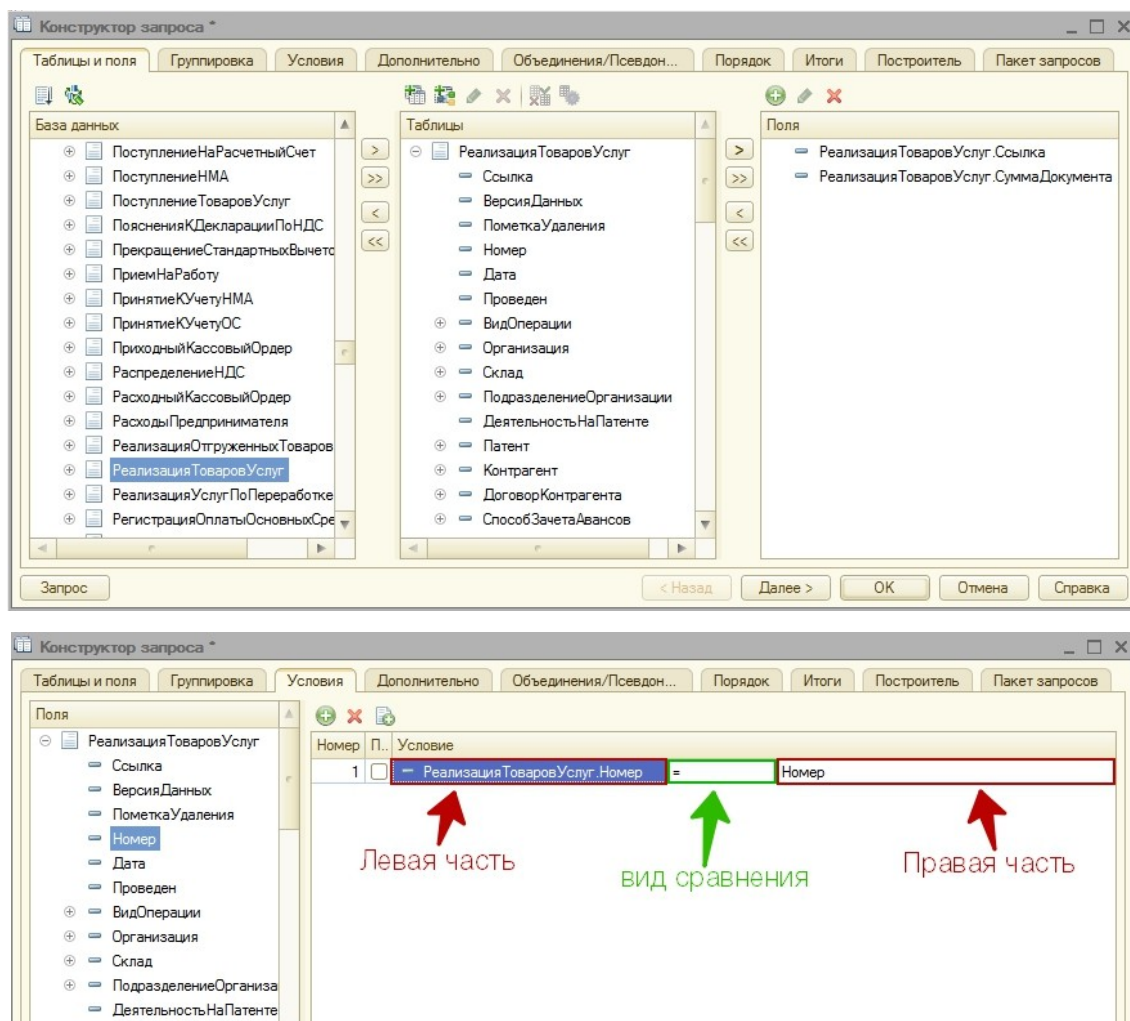 Конструктор запроса *
Таблицы и поля Группировка Условия Дополнительно Объединения/Псевдон... Порядок Итоги Построитель Пакет запросов
База данных
ПоступлениеНаРасчетныйСчет
ПоступлениеНМА
ПоступлениеТоваровУслуг
ПоясненияКДекларацииПоНДС
ПрекращениеСтандартныхВычетс
ПриемНаРаботу
ПринятиеКУчетуНМА
ПринятиеКУчетуОС
ПриходныйКассовыйОрдер
РаспределениеНДС
РасходныйКассовыйОрдер
РасходыПредпринимателя
РеализацияОтгруженныхТоваров
РеализацияТоваровУслуг
РеализацияУслугПоПереработке
РегистрацияОплатыОсновныхСре
> >> < <<
Таблицы
РеализацияТоваровУслуг
Ссылка
ВерсияДанных
ПометкаУдаления
Номер
Дата
Проведен
ВидОперации
Организация
Склад
ПодразделениеОрганизации
ДеятельностьНаПатенте
Патент
Контрагент
ДоговорКонтрагента
СпособЗачетаАвансов
> >> < <<
Поля
РеализацияТоваровУслуг.Ссылка
РеализацияТоваровУслуг.СуммаДокумента
Запрос < Назад Далее > OK Отмена Справка
Конструктор запроса *
Таблицы и поля Группировка Условия Дополнительно Объединения/Псевдон... Порядок Итоги Построитель Пакет запросов
Поля
РеализацияТоваровУслуг
Ссылка
ВерсияДанных
ПометкаУдаления
Номер
Дата
Проведен
ВидОперации
Организация
Склад
ПодразделениеОрганиза
ДеятельностьНаПатенте
Номер П.. Условие
1 РеализацияТоваровУслуг.Номер = Номер
Левая часть
вид сравнения
Правая часть